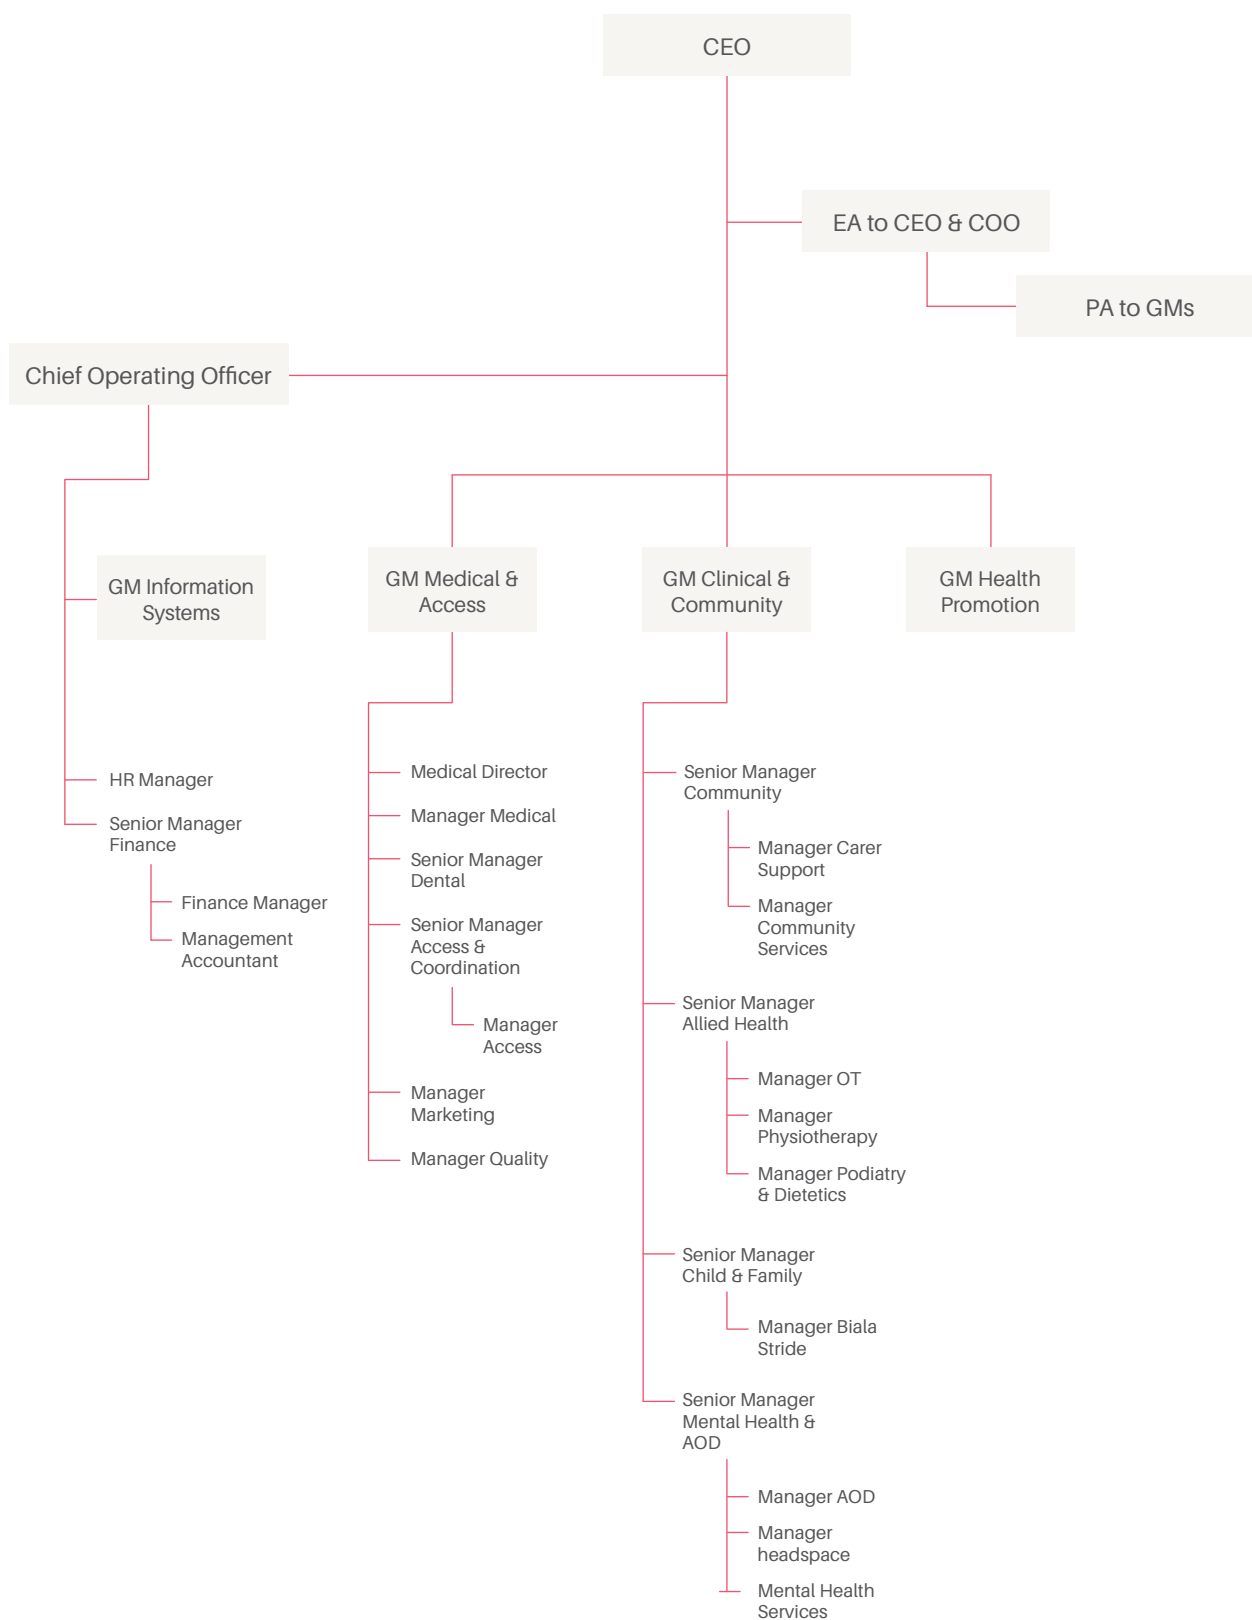 CEO
EA to CEO & COO
PA to GMs
Chief Operating Officer
GM Information
Systems
HR Manager
Senior Manager
Finance
Finance Manager
Management
Accountant
GM Medical &
Access
Medical Director
Manager Medical
Senior Manager
Dental
Senior Manager
Access &
Coordination
Manager
Access
Manager
Marketing
Manager Quality
GM Clinical &
Community
Senior Manager
Community
Manager Carer
Support
Manager
Community
Services
Senior Manager
Allied Health
Manager OT
Manager
Physiotherapy
Manager Podiatry
& Dietetics
Senior Manager
Child & Family
Manager Biala
Stride
Senior Manager
Mental Health &
AOD
Manager AOD
Manager
headspace
Mental Health
Services
GM Health
Promotion